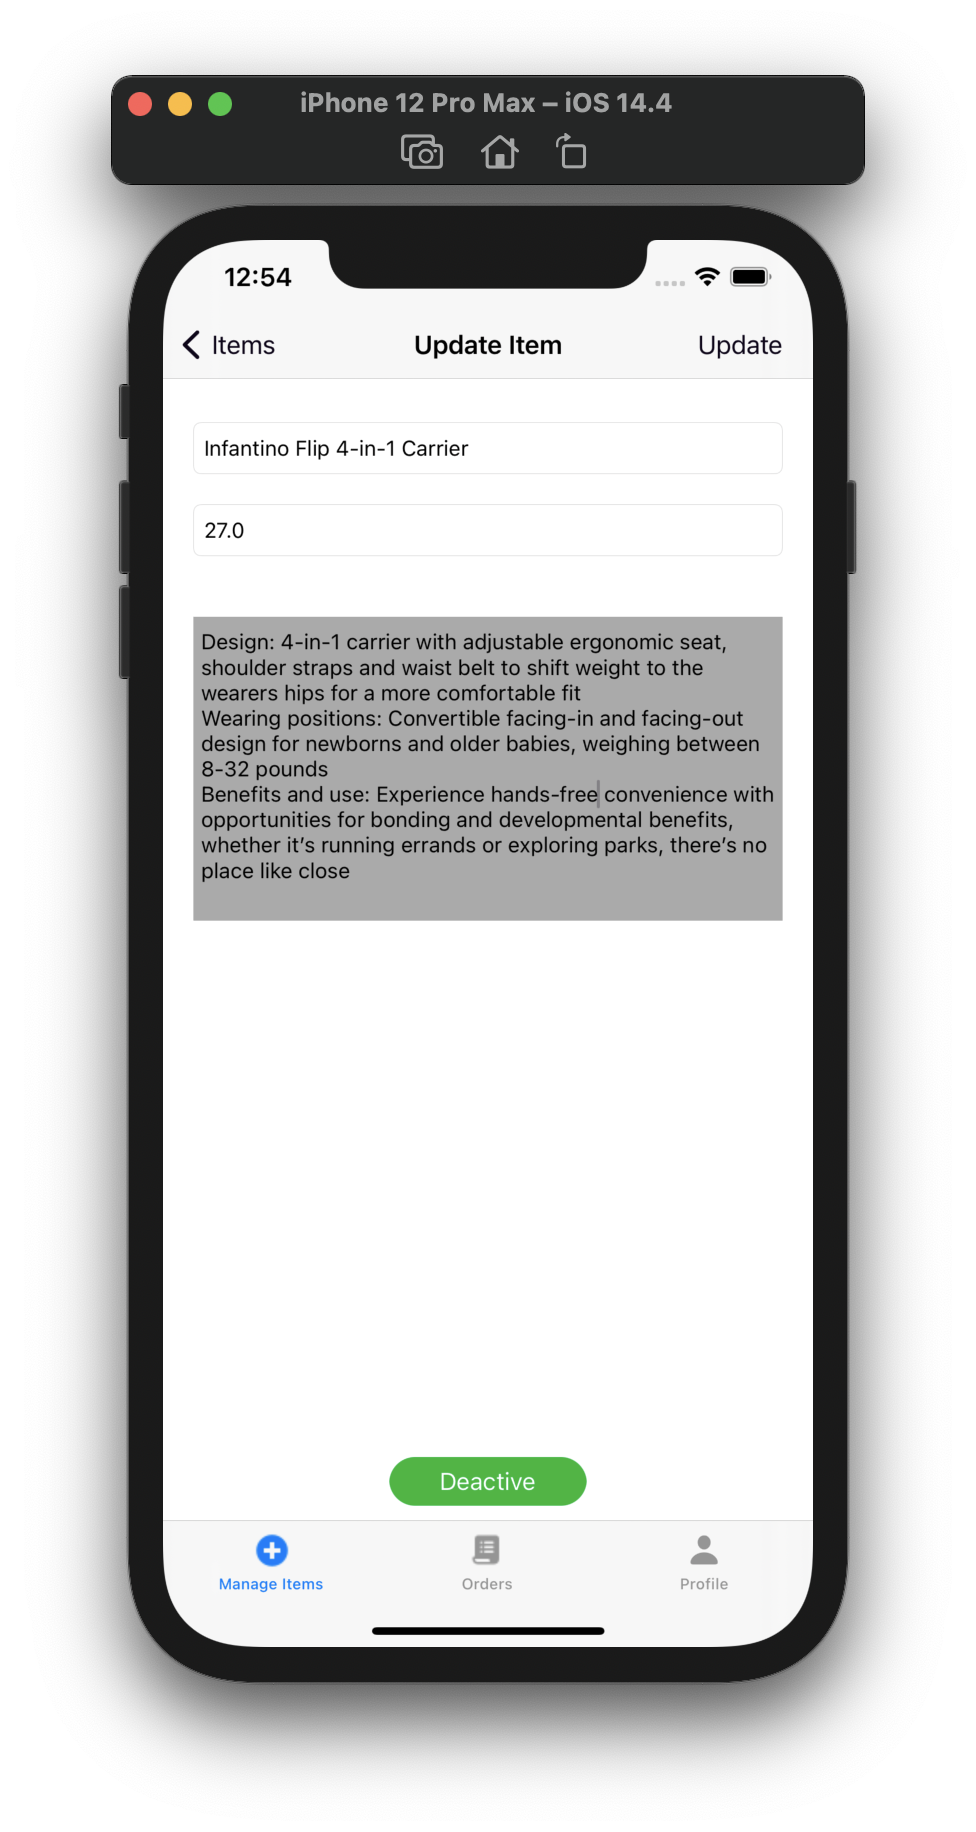 iPhone 12 Pro Max – iOS 14.4
12:54
Items
Update Item
Update
Infantino Flip 4-in-1 Carrier
27.0
Design: 4-in-1 carrier with adjustable ergonomic seat,
shoulder straps and waist belt to shift weight to the
wearers hips for a more comfortable fit
Wearing positions: Convertible facing-in and facing-out
design for newborns and older babies, weighing between
8-32 pounds
Benefits and use: Experience hands-free convenience with
opportunities for bonding and developmental benefits,
whether it’s running errands or exploring parks, there’s no
place like close
Deactive
Manage Items
Orders
Profile